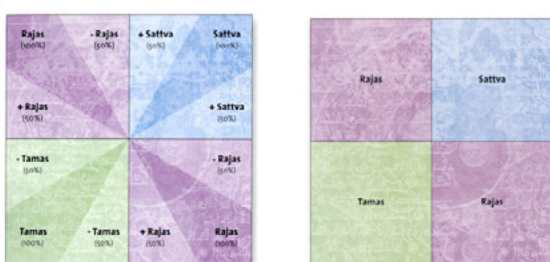 Rajas
(100%)
- Rajas
(50%)
+ Sattva
(50%)
Sattva
(100%)
+ Rajas
(50%)
+ Sattva
(50%)
- Tamas
(50%)
- Rajas
(50%)
Tamas
(100%)
- Tamas
(50%)
+ Rajas
(50%)
Rajas
(100%)
Rajas
Sattva
Tamas
Rajas